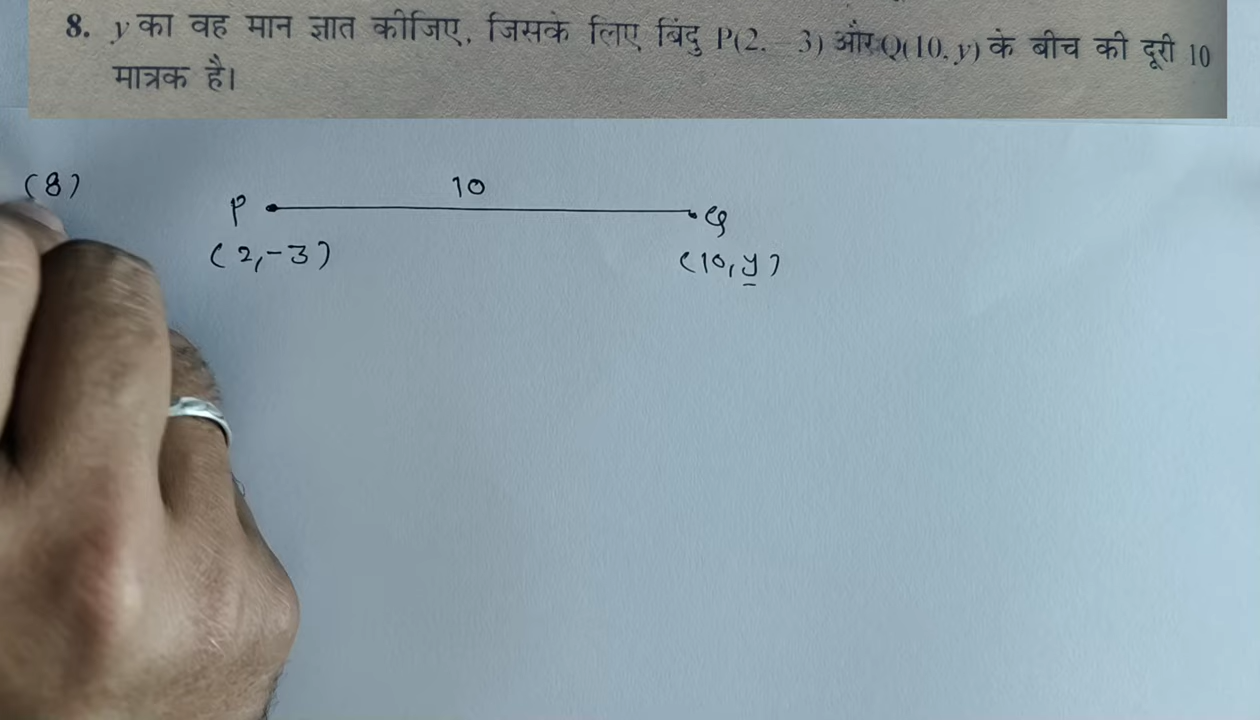 8. y का वह मान ज्ञात कीजिए, जिसके लिए बिंदु P(2, – 3) और Q(10, y) के बीच की दूरी 10
मात्रक है।
(8)
P 10 Q
(2,-3) (10,y)